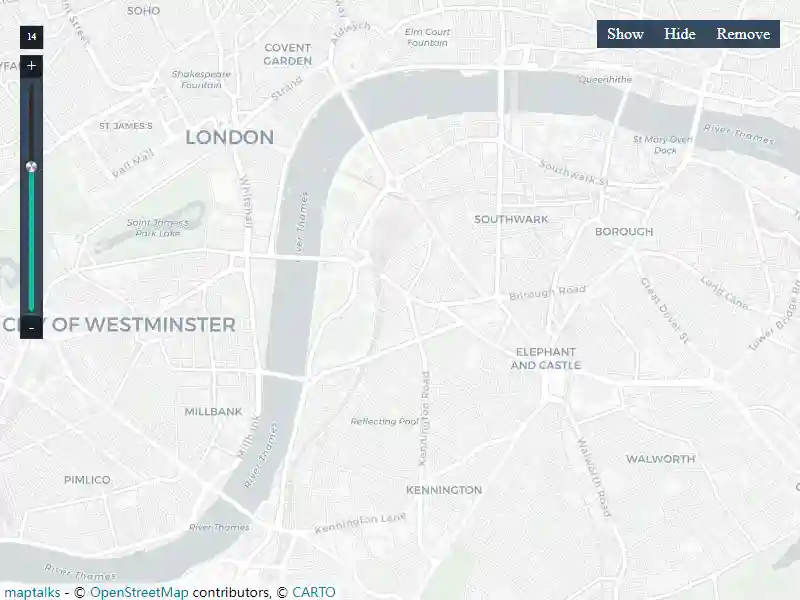 SOHO
14
Show Hide Remove
Aldwych
Elm Court
Fountain
COVENT
GARDEN
+
Shakespeare
Fountain
Strand
Queenhithe
ST JAMES'S
LONDON
River Thames
St Mary Overi
Dock
Pall Mall
Southwalk St
Whitehall
Saint James's
Park Lake
River Thames
SOUTHWARK
BOROUGH
Borough Road
Great Dover St
Long Lane
Tower Bridge Ro
-
CITY OF WESTMINSTER
ELEPHANT
AND CASTLE
MILLBANK
Reflecting Pool
Kennington Road
Millbank
River Thames
Walworth Road
WALWORTH
PIMLICO
KENNINGTON
River Thames
Kennington Lane
River Thames
maptalks - © OpenStreetMap contributors, © CARTO